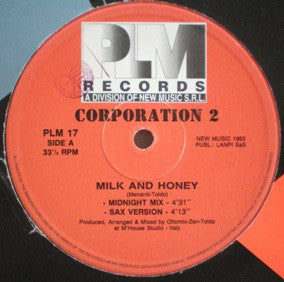 PLM
RECORDS
A DIVISION OF NEW MUSIC S.R.L.
CORPORATION 2
PLM 17
SIDE A
33⅓ RPM
NEW MUSIC 1993
PUBL.: LANPI SaS
MILK AND HONEY
(Menardi-Toldo)
- MIDNIGHT MIX - 4'31"
- SAX VERSION - 4'13"
Produced, Arranged & Mixed by Ottomix-Zen-Toldo
at M'House Studio - Italy